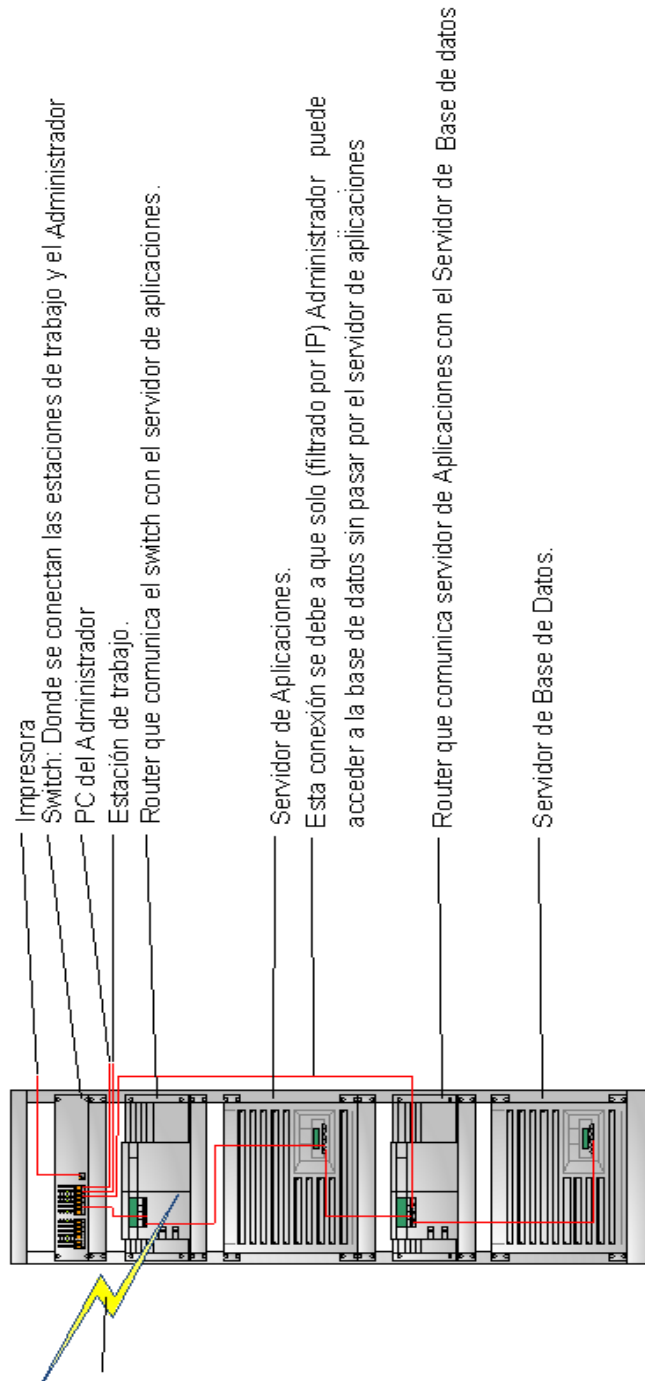 Impresora
Switch: Donde se conectan las estaciones de trabajo y el Administrador
PC del Administrador
Estación de trabajo.
Router que comunica el switch con el servidor de aplicaciones.
Servidor de Aplicaciones.
Esta conexión se debe a que solo (filtrado por IP) Administrador puede
acceder a la base de datos sin pasar por el servidor de aplicaciones
Router que comunica servidor de Aplicaciones con el Servidor de Base de datos
Servidor de Base de Datos.